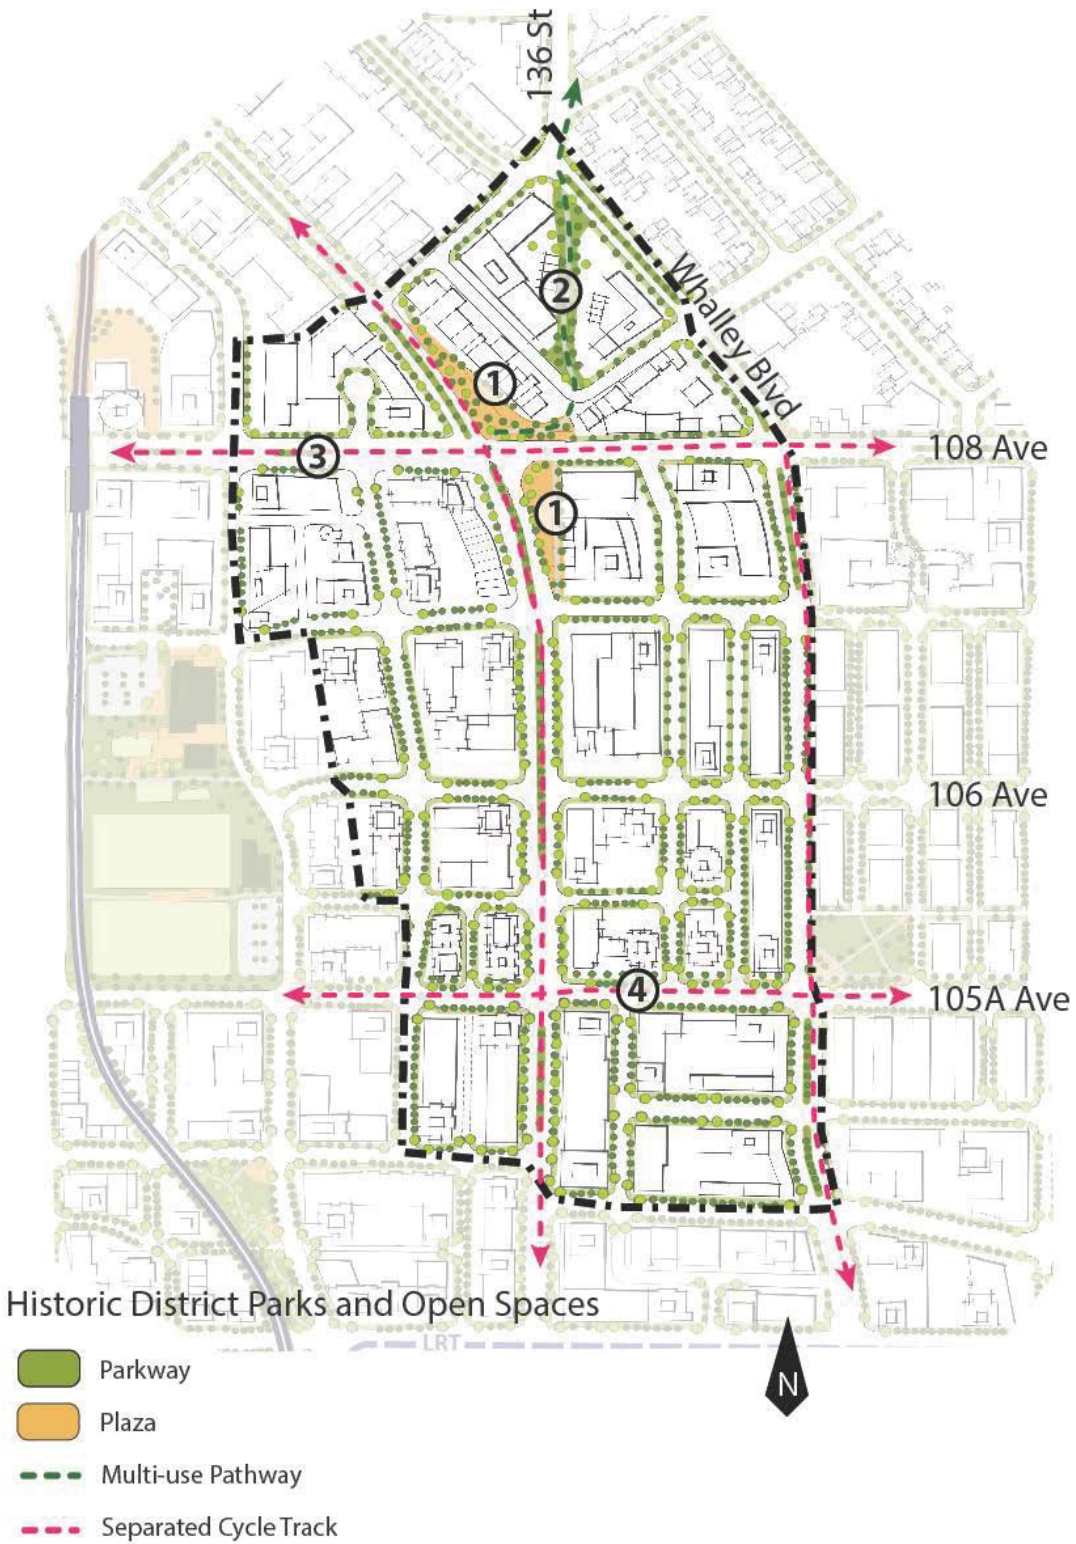 136 St
2
Whalley Blvd
1
108 Ave
3
1
106 Ave
4
105A Ave
Historic District Parks and Open Spaces
LRT
Parkway
N
Plaza
Multi-use Pathway
Separated Cycle Track